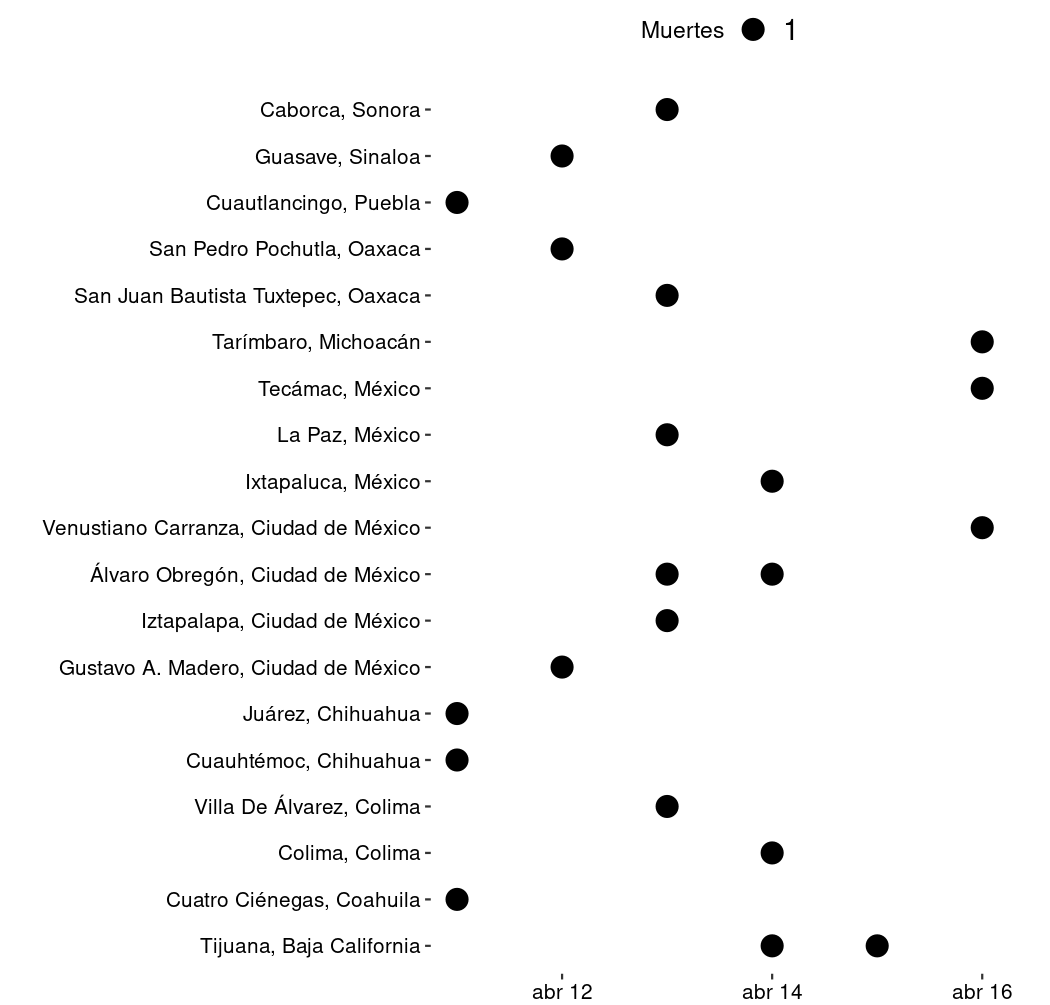 Muertes 1
Caborca, Sonora
Guasave, Sinaloa
Cuautlancingo, Puebla
San Pedro Pochutla, Oaxaca
San Juan Bautista Tuxtepec, Oaxaca
Tarímbaro, Michoacán
Tecámac, México
La Paz, México
Ixtapaluca, México
Venustiano Carranza, Ciudad de México
Álvaro Obregón, Ciudad de México
Iztapalapa, Ciudad de México
Gustavo A. Madero, Ciudad de México
Juárez, Chihuahua
Cuauhtémoc, Chihuahua
Villa De Álvarez, Colima
Colima, Colima
Cuatro Ciénegas, Coahuila
Tijuana, Baja California
abr 12 abr 14 abr 16